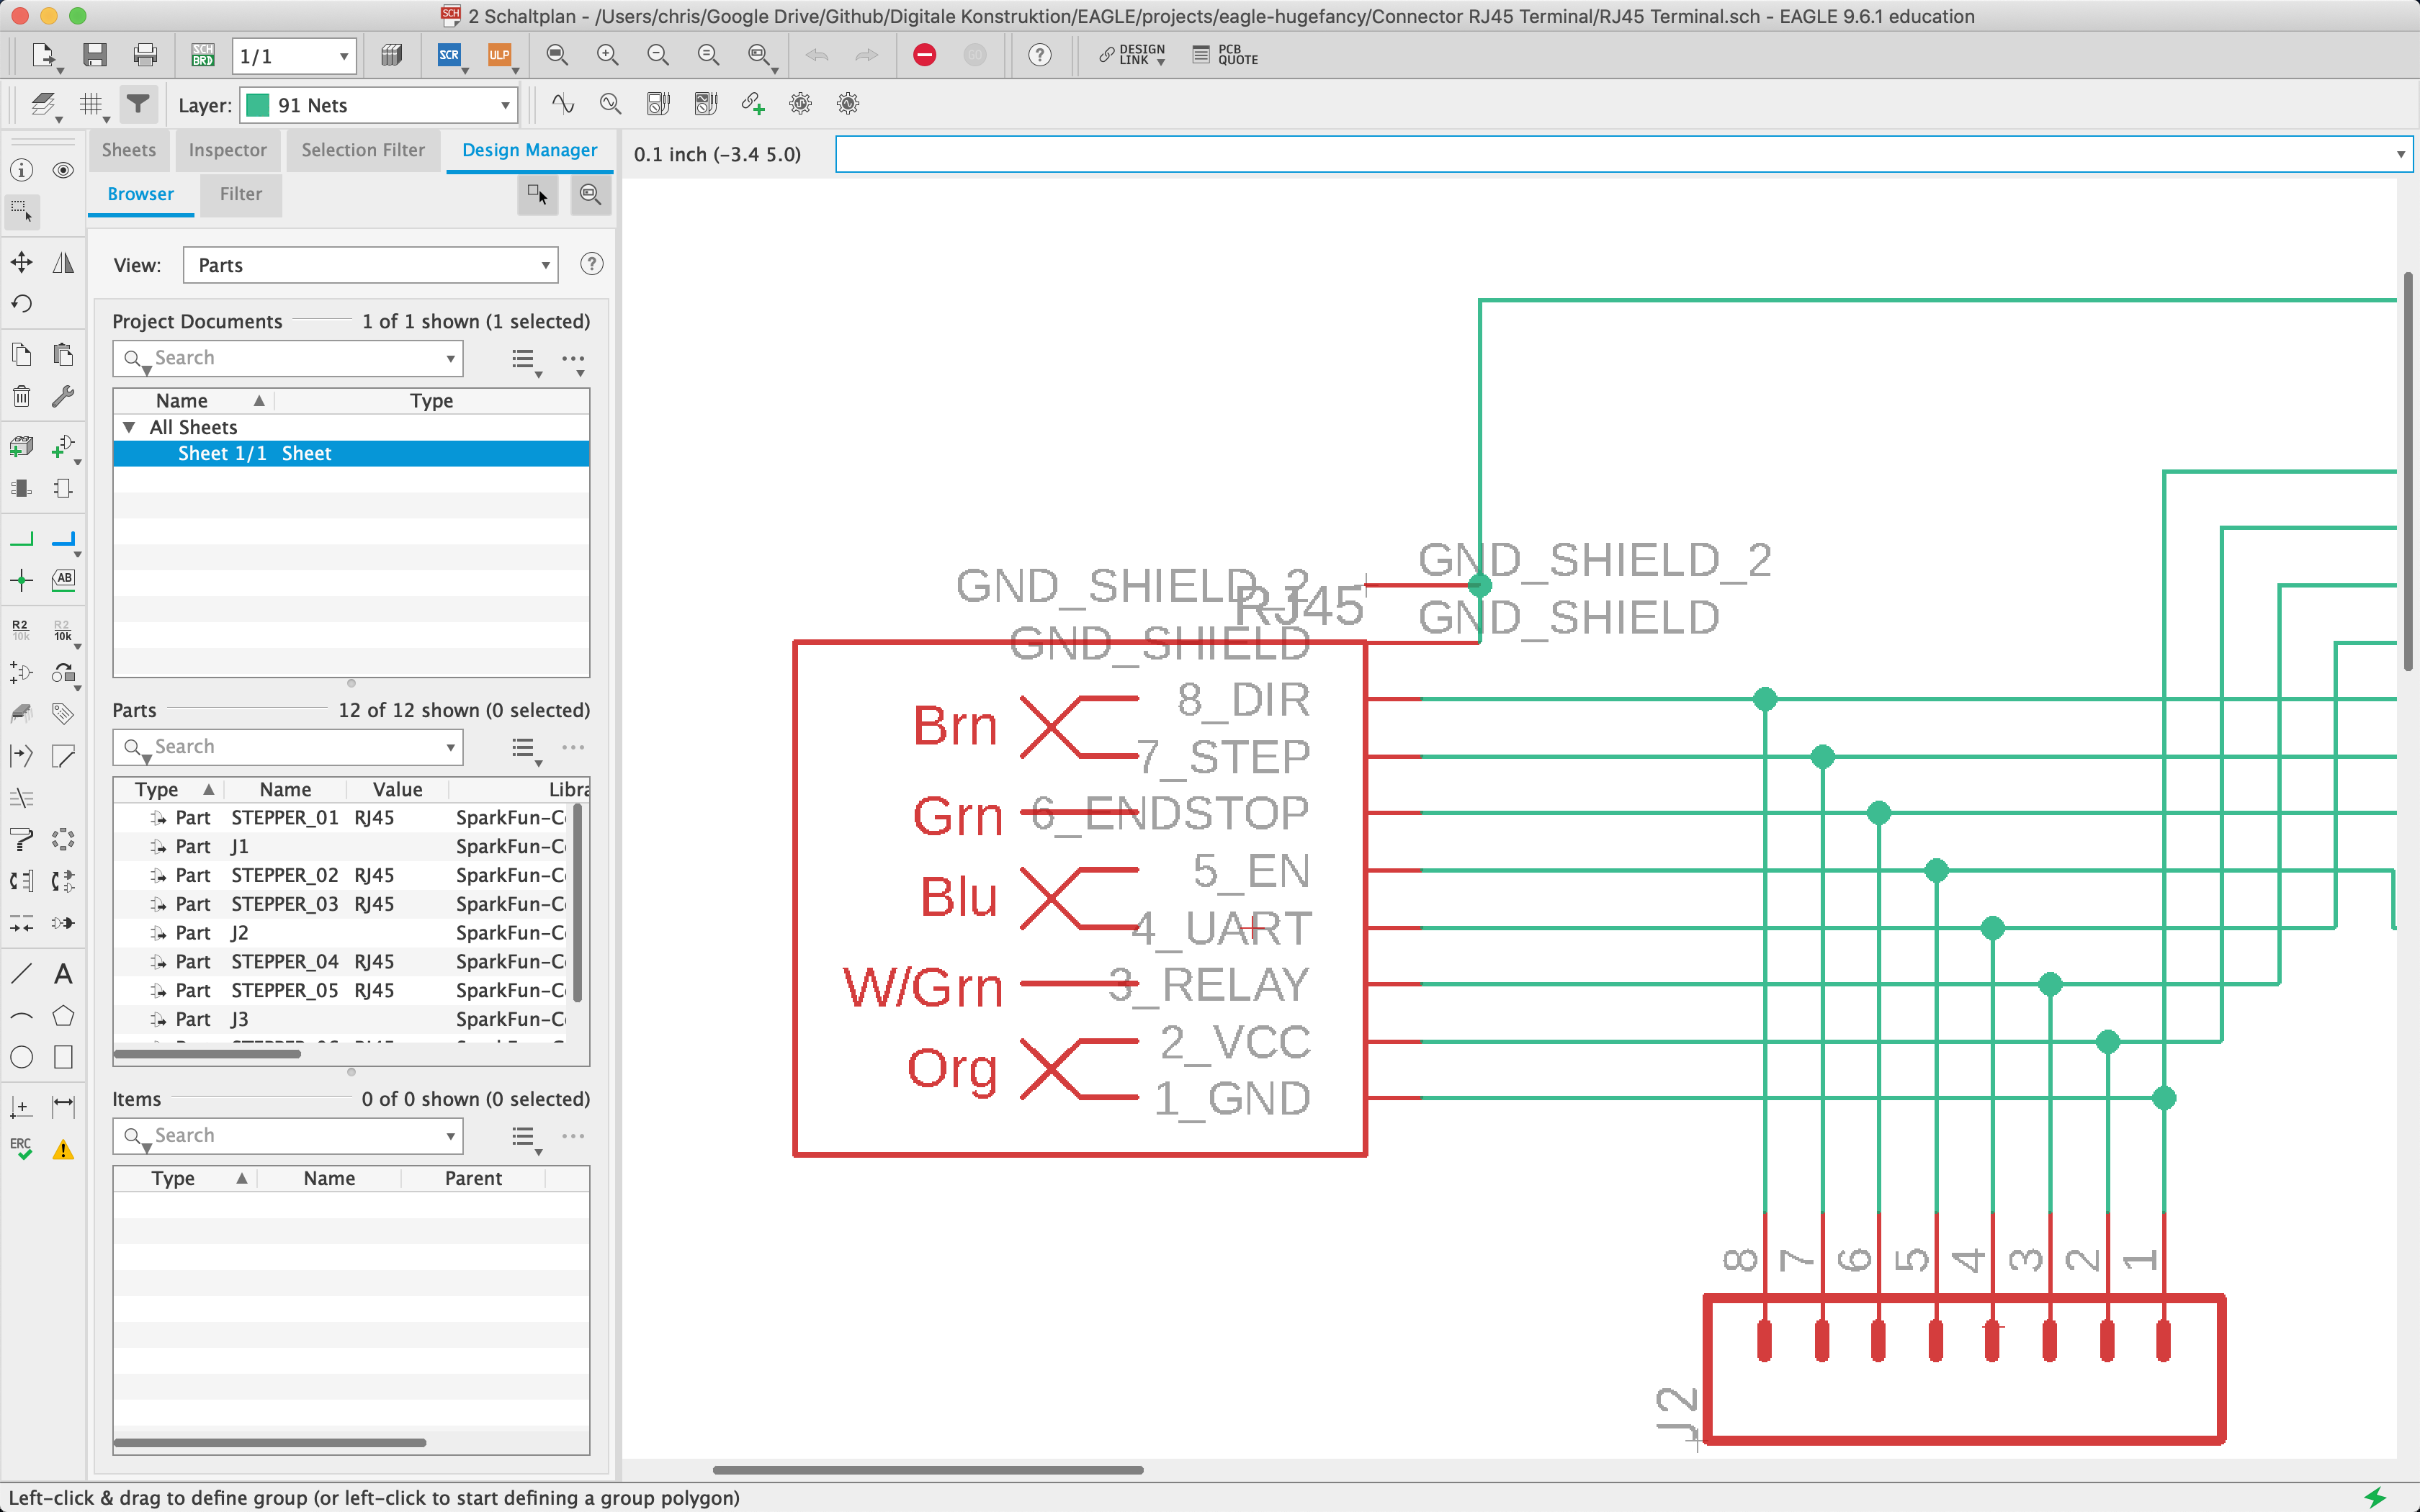 2 Schaltplan - /Users/chris/Google Drive/Github/Digitale Konstruktion/EAGLE/projects/eagle-hugefancy/Connector RJ45 Terminal/RJ45 Terminal.sch - EAGLE 9.6.1 education
SCH BRD 1/1 SCR ULP GO ? DESIGN LINK PCB QUOTE
Layer: 91 Nets
Sheets Inspector Selection Filter Design Manager
0.1 inch (-3.4 5.0)
Browser Filter
View: Parts ?
Project Documents 1 of 1 shown (1 selected)
Search
Name Type
All Sheets
Sheet 1/1 Sheet
Parts 12 of 12 shown (0 selected)
Search
Type Name Value Libra
Part STEPPER_01 RJ45 SparkFun-C
Part J1 SparkFun-C
Part STEPPER_02 RJ45 SparkFun-C
Part STEPPER_03 RJ45 SparkFun-C
Part J2 SparkFun-C
Part STEPPER_04 RJ45 SparkFun-C
Part STEPPER_05 RJ45 SparkFun-C
Part J3 SparkFun-C
Items 0 of 0 shown (0 selected)
Search
Type Name Parent
AB
R2 10k R2 10k
A
ERC
GND_SHIELD_2
GND_SHIELD_2
RJ45
GND_SHIELD
GND_SHIELD
8_DIR
Brn
7_STEP
Grn 6_ENDSTOP
5_EN
Blu
4_UART
W/Grn 3_RELAY
2_VCC
Org
1_GND
8 7 6 5 4 3 2 1
J2
Left-click & drag to define group (or left-click to start defining a group polygon)